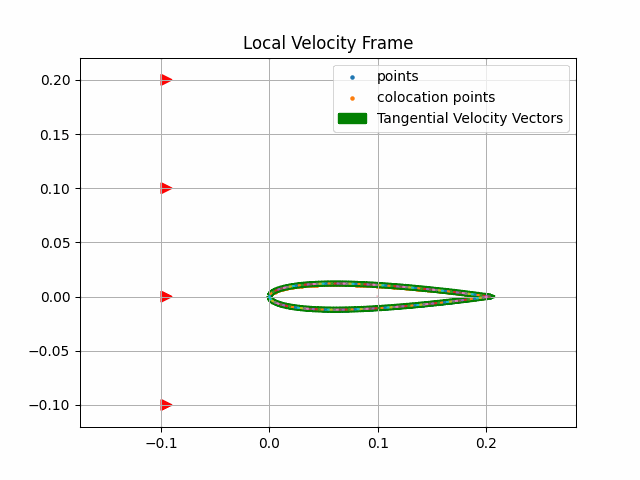 Local Velocity Frame
points
colocation points
Tangential Velocity Vectors
0.20
0.15
0.10
0.05
0.00
−0.05
−0.10
−0.1 0.0 0.1 0.2